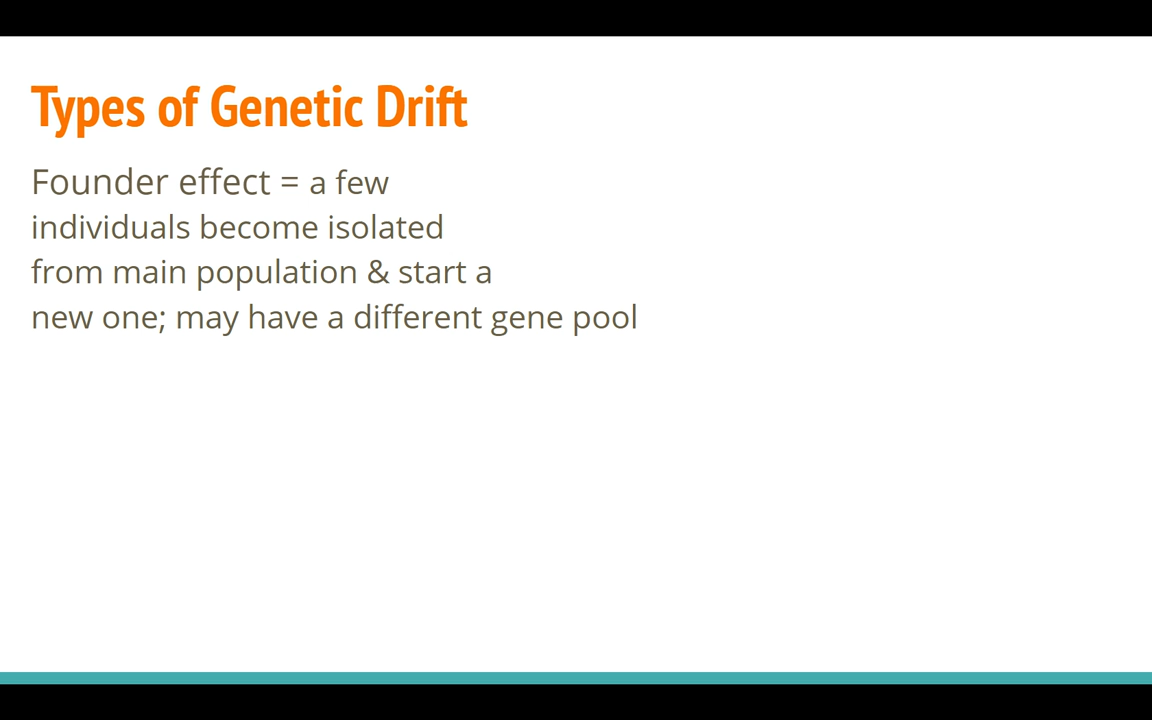 Types of Genetic Drift
Founder effect = a few
individuals become isolated
from main population & start a
new one; may have a different gene pool